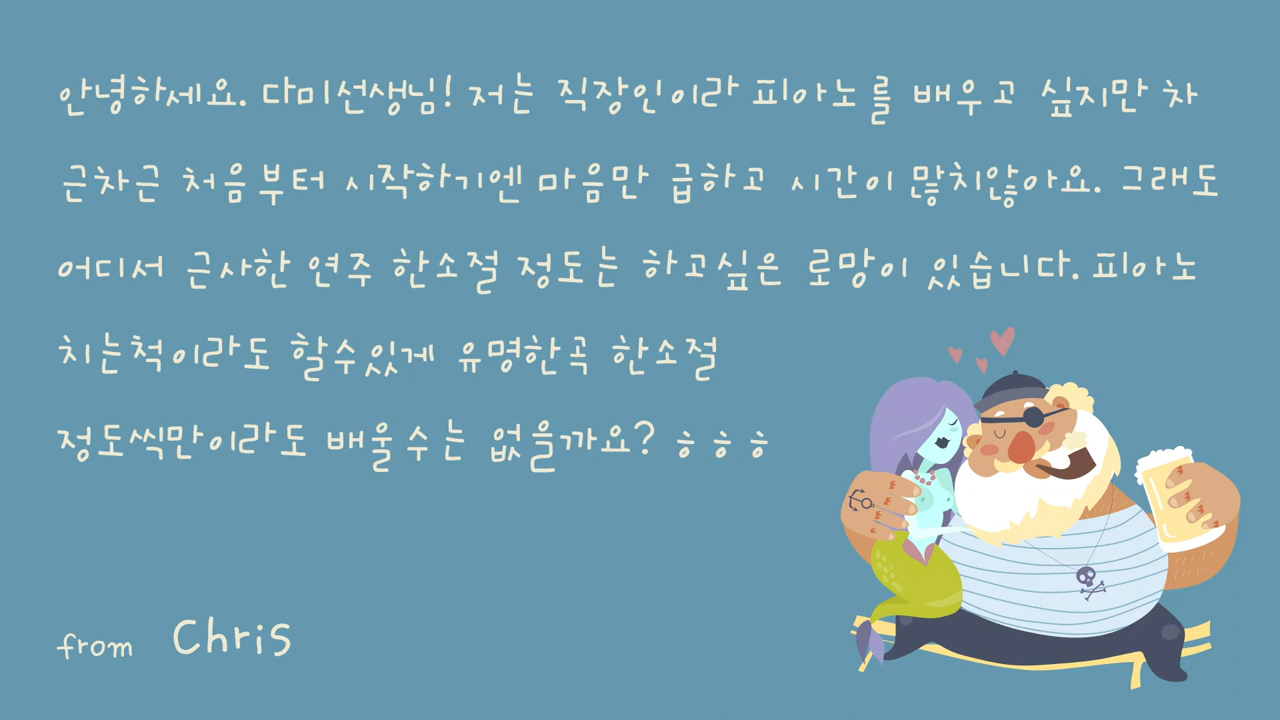 안녕하세요. 다미선생님! 저는 직장인이라 피아노를 배우고 싶지만 차
근차근 처음부터 시작하기엔 마음만 급하고 시간이 많치않아요. 그래도
어디서 근사한 연주 한소절 정도는 하고싶은 로망이 있습니다. 피아노
치는척이라도 할수있게 유명한곡 한소절
정도씩만이라도 배울수는 없을까요? ㅎㅎㅎ
from Chris